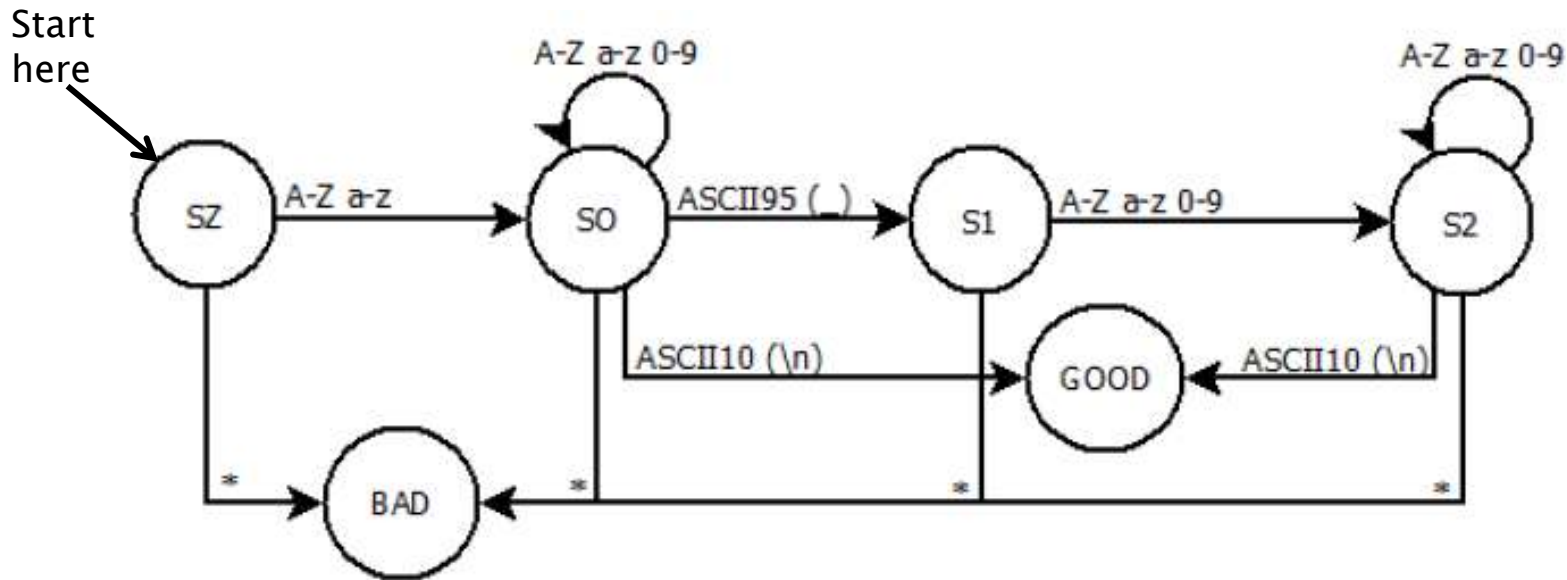 Start
here
A-Z a-z 0-9
A-Z a-z 0-9
SZ
A-Z a-z
SO
ASCII95 (_)
S1
A-Z a-z 0-9
S2
ASCII10 (\n)
GOOD
ASCII10 (\n)
*
BAD
*
*
*